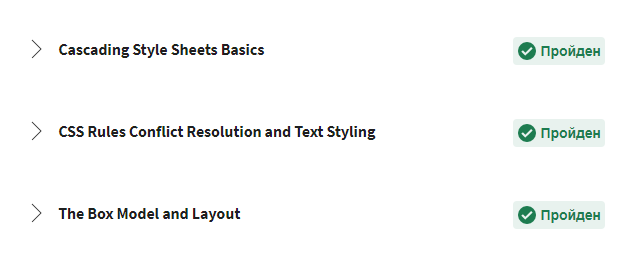 Cascading Style Sheets Basics Пройден
CSS Rules Conflict Resolution and Text Styling Пройден
The Box Model and Layout Пройден